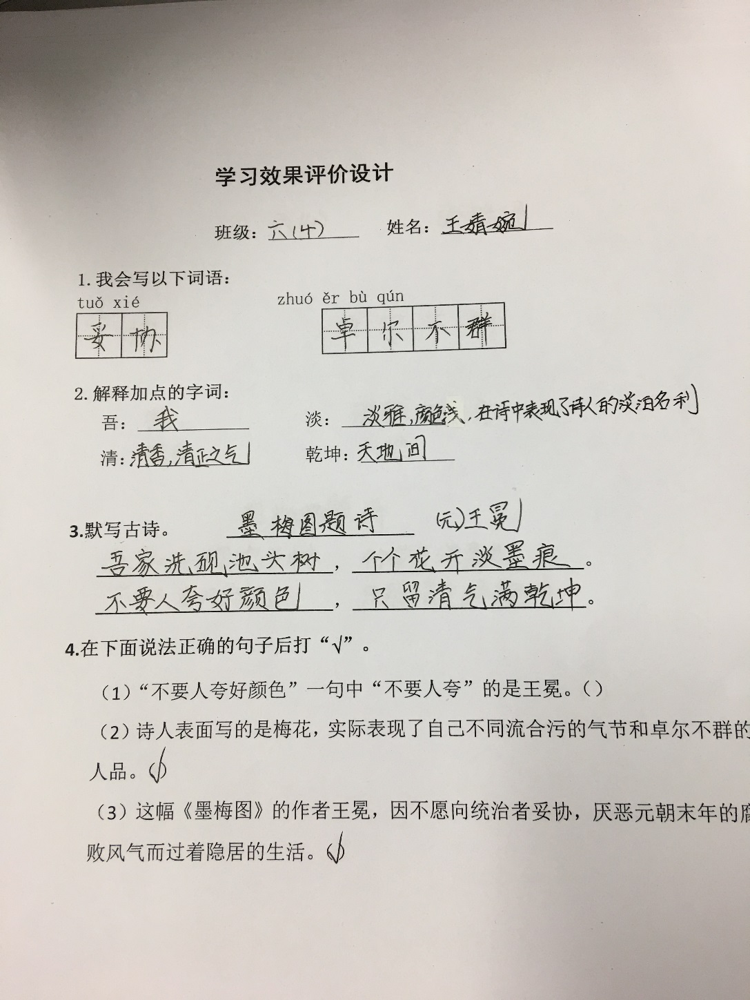 学习效果评价设计
班级：六(4) 姓名：王婧婉
1.我会写以下词语：
tuǒ xié zhuó ěr bù qún
妥协 卓尔不群
2.解释加点的字词：
吾：我 淡：淡雅,颜色浅,在诗中表现了诗人的淡泊名利
清：清香,清正之气 乾坤：天地间
3.默写古诗。 墨梅图题诗 (元)王冕
吾家洗砚池头树，个个花开淡墨痕。
不要人夸好颜色，只留清气满乾坤。
4.在下面说法正确的句子后打“√”。
（1）“不要人夸好颜色”一句中“不要人夸”的是王冕。（）
（2）诗人表面写的是梅花，实际表现了自己不同流合污的气节和卓尔不群的
人品。（√）
（3）这幅《墨梅图》的作者王冕，因不愿向统治者妥协，厌恶元朝末年的腐
败风气而过着隐居的生活。（√）